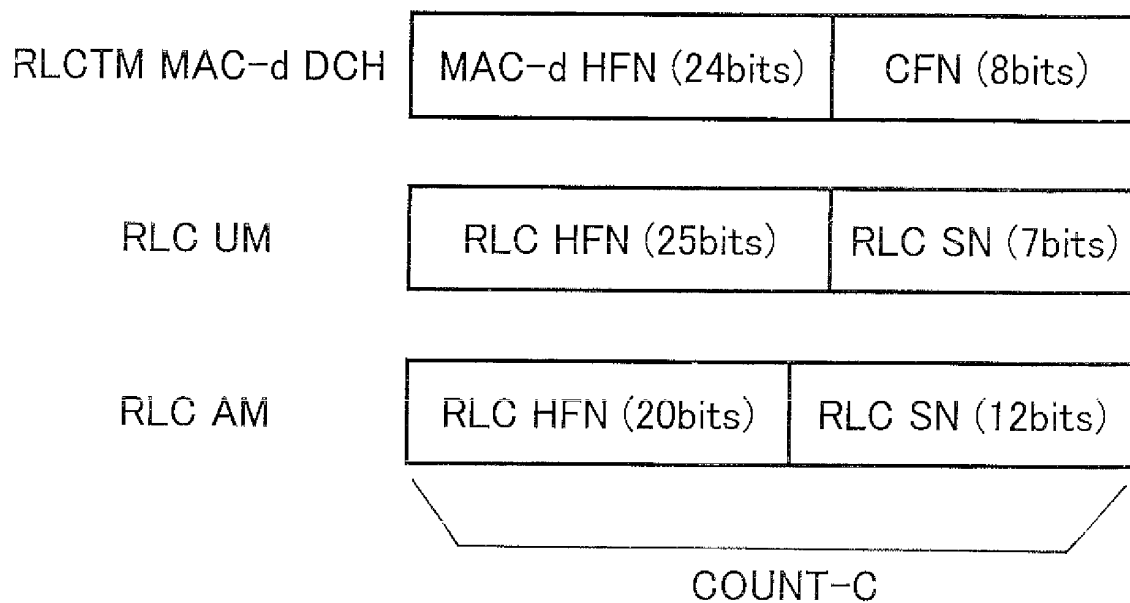 RLCTM MAC-d DCH MAC-d HFN (24bits) CFN (8bits)
RLC UM RLC HFN (25bits) RLC SN (7bits)
RLC AM RLC HFN (20bits) RLC SN (12bits)
COUNT-C